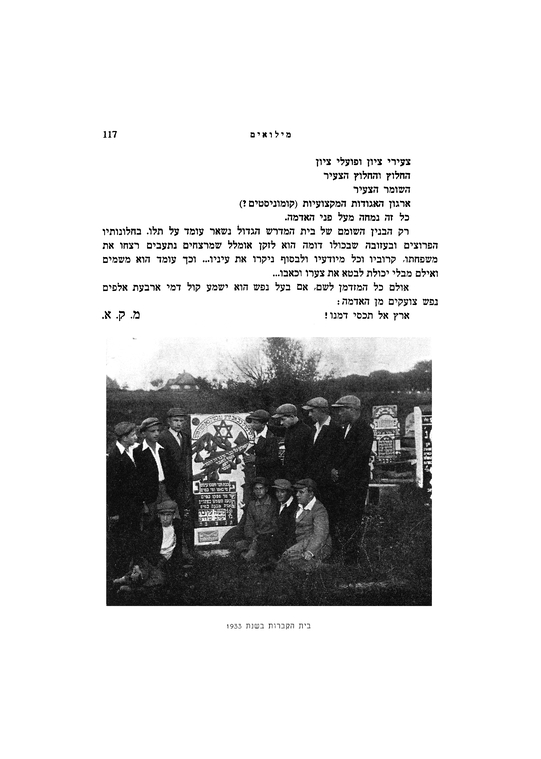 מילואים
117
צעירי ציון ופועלי ציון
החלוץ והחלוץ הצעיר
השומר הצעיר
ארגון האגודות המקצועיות (קומוניסטים ?)
כל זה נמחה מעל פני האדמה.
רק הבנין השומם של בית המדרש הגדול נשאר עומד על תלו. בחלונותיו
הפרוצים ובעזובה שבכולו דומה הוא לזקן אומלל שמרצחים נתעבים רצחו את
משפחתו, קרוביו וכל מיודעיו ולבסוף ניקרו את עיניו... וכך עומד הוא משמים
ואילם מבלי יכולת לבטא את צערו וכאבו...
אולם כל המזדמן לשם, אם בעל נפש הוא ישמע קול דמי ארבעת אלפים
נפש צועקים מן האדמה :
ארץ אל תכסי דמנו !
מ. ק. א.
בית הקברות בשנת 1933